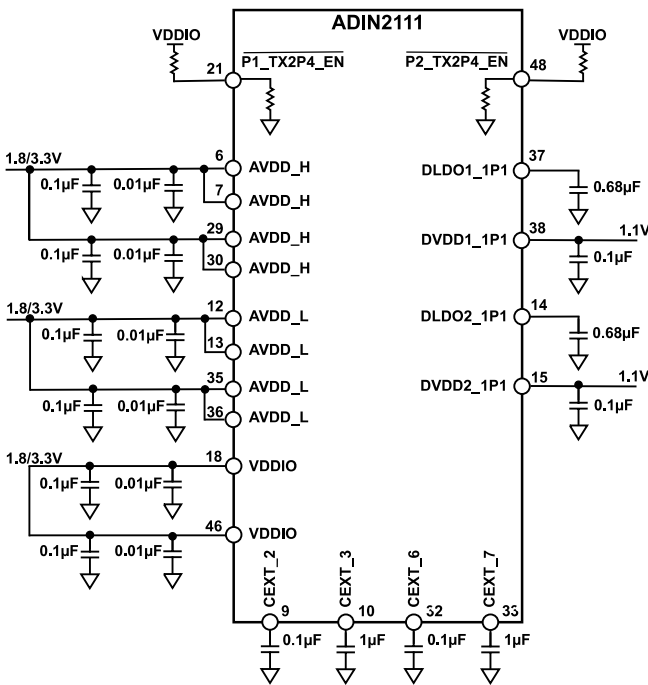 ADIN2111
VDDIO
21
P1_TX2P4_EN
P2_TX2P4_EN
48
VDDIO
1.8/3.3V
0.1µF
0.01µF
6
AVDD_H
7
AVDD_H
0.1µF
0.01µF
29
AVDD_H
30
AVDD_H
1.8/3.3V
0.1µF
0.01µF
12
AVDD_L
13
AVDD_L
0.1µF
0.01µF
35
AVDD_L
36
AVDD_L
1.8/3.3V
0.1µF
0.01µF
18
VDDIO
0.1µF
0.01µF
46
VDDIO
DLDO1_1P1
37
0.68µF
DVDD1_1P1
38
1.1V
0.1µF
DLDO2_1P1
14
0.68µF
DVDD2_1P1
15
1.1V
0.1µF
CEXT_2
CEXT_3
CEXT_6
CEXT_7
9
10
0.1µF
1µF
0.1µF
1µF